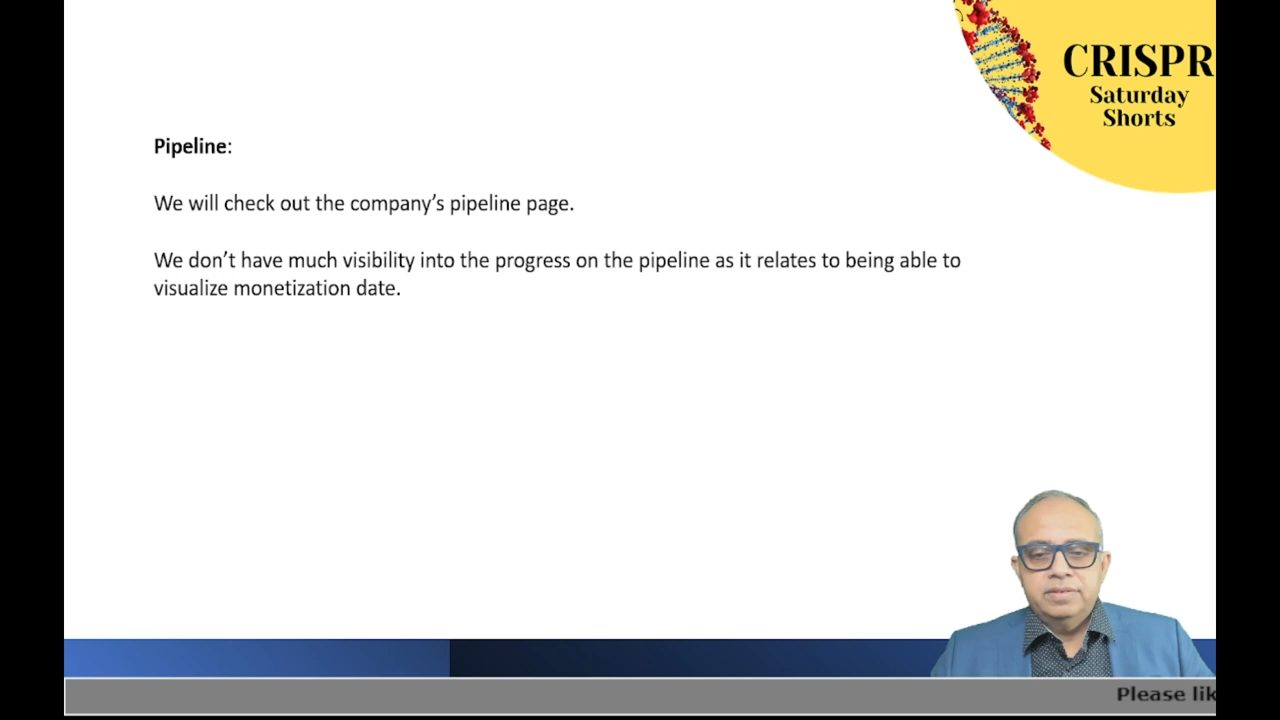 CRISPR
Saturday
Shorts
Pipeline:
We will check out the company’s pipeline page.
We don’t have much visibility into the progress on the pipeline as it relates to being able to
visualize monetization date.
Please lik